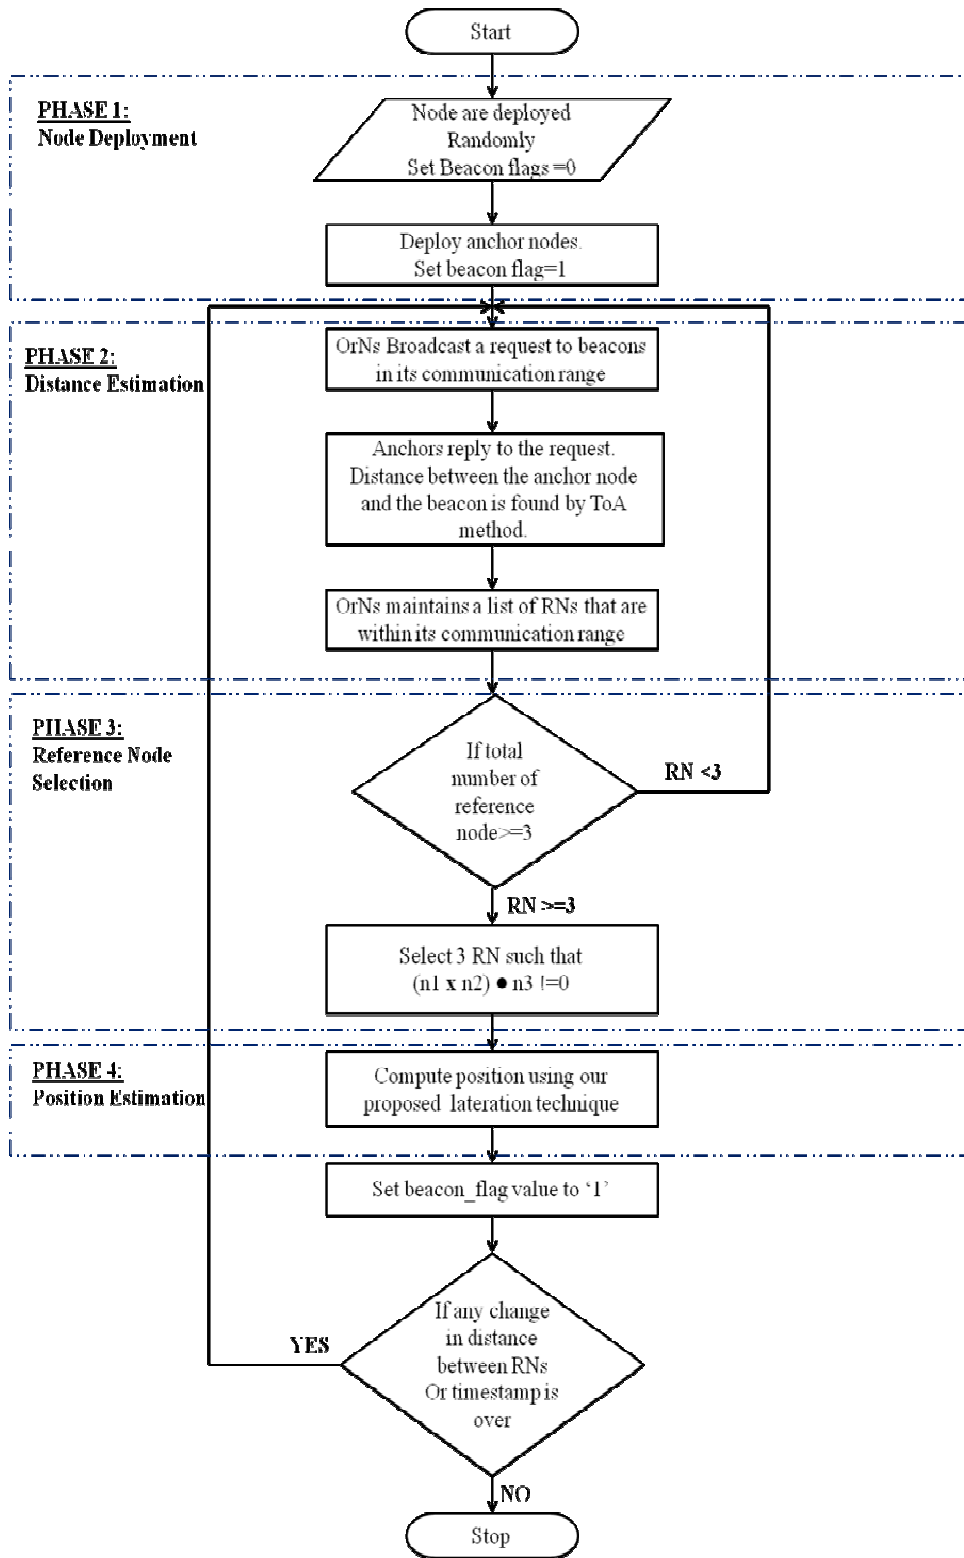 Start
PHASE 1:
Node Deployment
Node are deployed
Randomly
Set Beacon flags =0
Deploy anchor nodes.
Set beacon flag=1
PHASE 2:
Distance Estimation
OrNs Broadcast a request to beacons
in its communication range
Anchors reply to the request.
Distance between the anchor node
and the beacon is found by ToA
method.
OrNs maintains a list of RNs that are
within its communication range
PHASE 3:
Reference Node
Selection
If total
number of
reference
node>=3
RN <3
RN >=3
Select 3 RN such that
(n1 x n2) ● n3 !=0
PHASE 4:
Position Estimation
Compute position using our
proposed lateration technique
Set beacon_flag value to ‘1’
If any change
in distance
between RNs
Or timestamp is
over
YES
NO
Stop